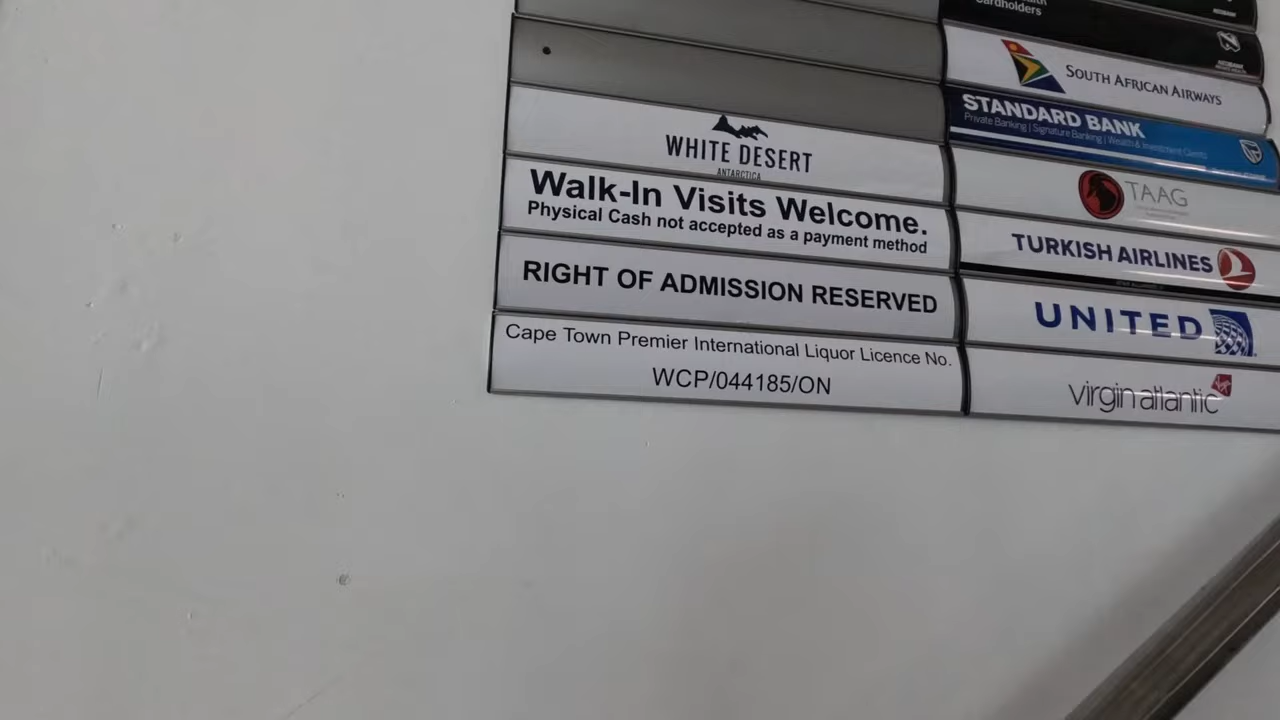 WHITE DESERT
ANTARCTICA
Walk-In Visits Welcome.
Physical Cash not accepted as a payment method
RIGHT OF ADMISSION RESERVED
Cape Town Premier International Liquor Licence No.
WCP/044185/ON
Cardholders
SOUTH AFRICAN AIRWAYS
STANDARD BANK
Private Banking | Signature Banking | Wealth & Investment Clients
TAAG
TURKISH AIRLINES
UNITED
virgin atlantic